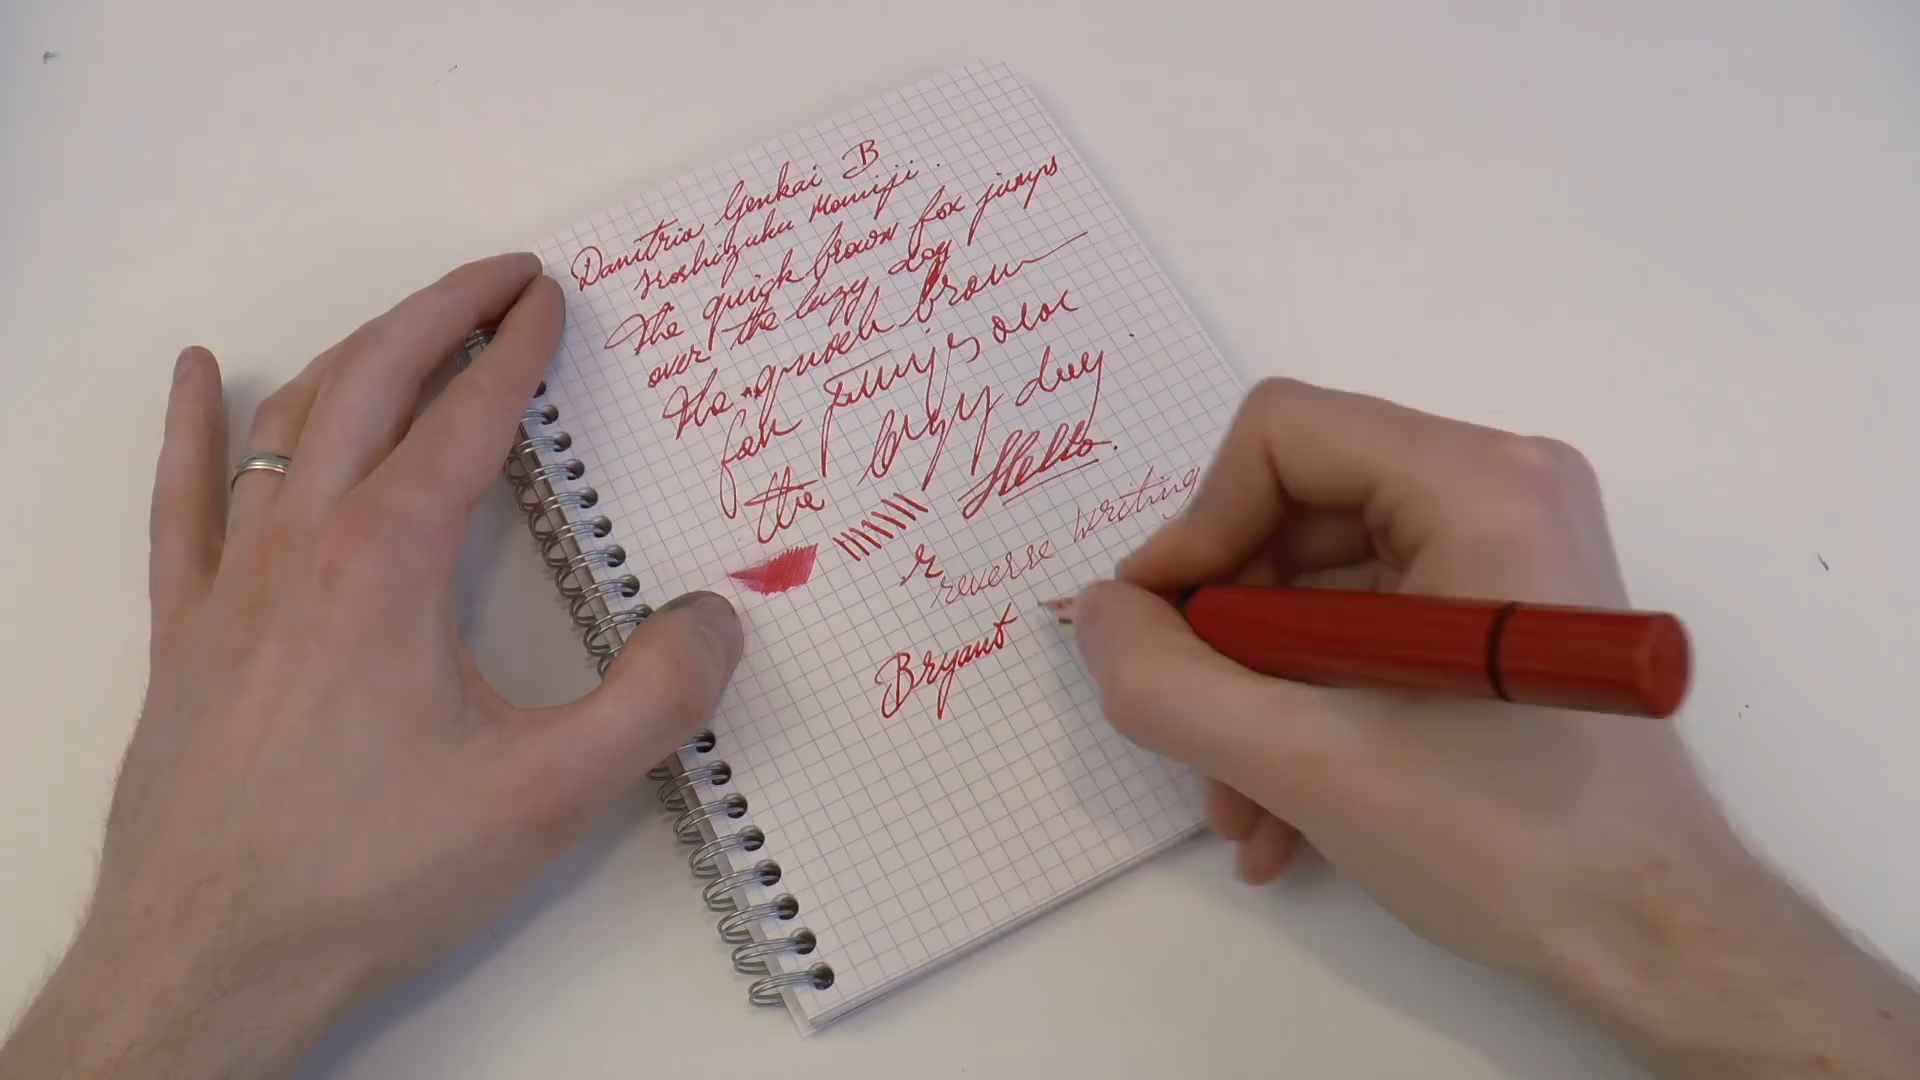 Danitrio Genkai B
Iroshizuku Momiji.
The quick brown fox jumps
over the lazy dog
The quick brown
fox jumps over
the lazy dog
Hello.
r
reverse writing
Bryant